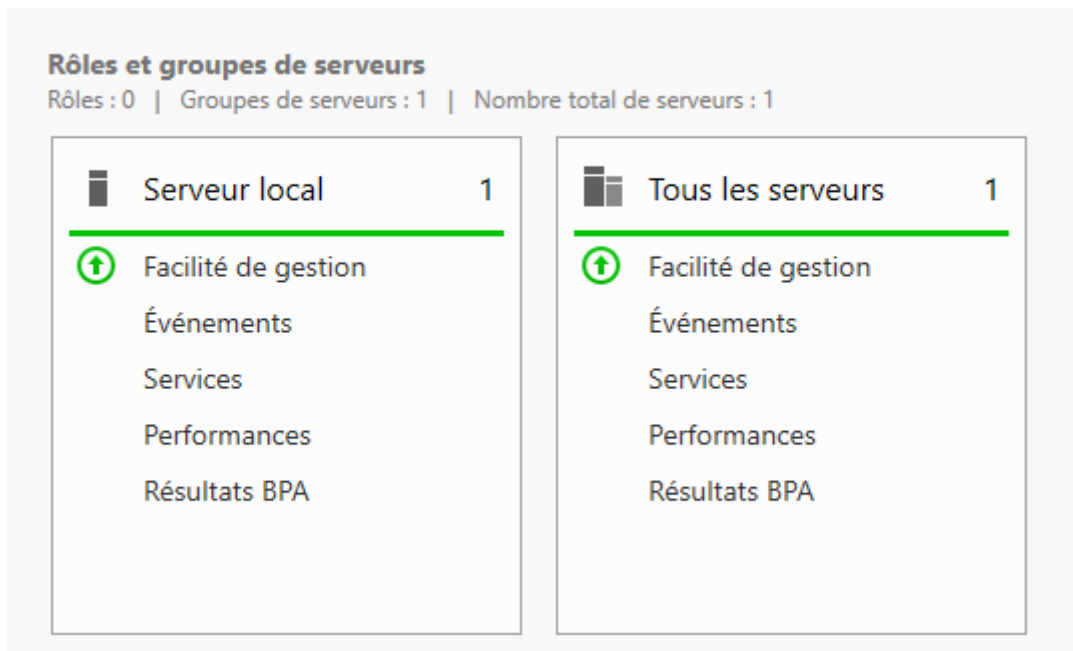 Rôles et groupes de serveurs
Rôles : 0 | Groupes de serveurs : 1 | Nombre total de serveurs : 1
Serveur local 1
Facilité de gestion
Événements
Services
Performances
Résultats BPA
Tous les serveurs 1
Facilité de gestion
Événements
Services
Performances
Résultats BPA